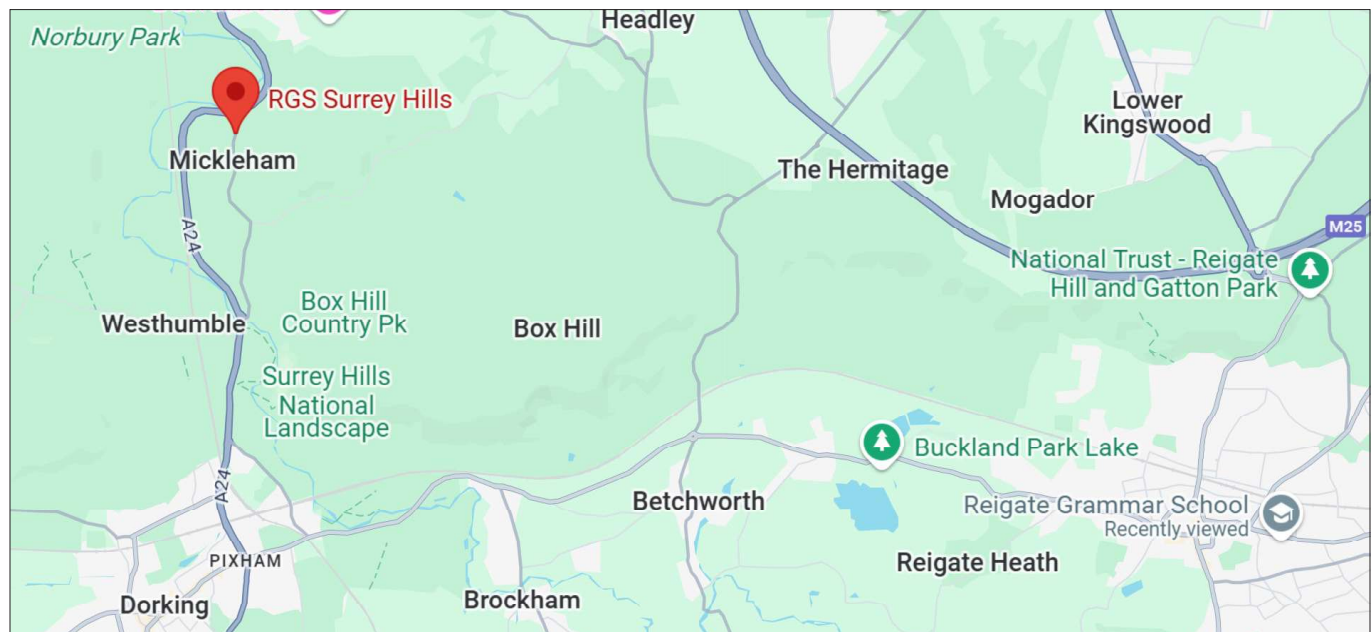 Headley
Norbury Park
RGS Surrey Hills
Lower
Kingswood
Mickleham
The Hermitage
Mogador
M25
A24
National Trust - Reigate
Hill and Gatton Park
Box Hill
Country Pk
Westhumble
Box Hill
Surrey Hills
National
Landscape
Buckland Park Lake
A24
Betchworth
Reigate Grammar School
Recently viewed
PIXHAM
Reigate Heath
Dorking
Brockham